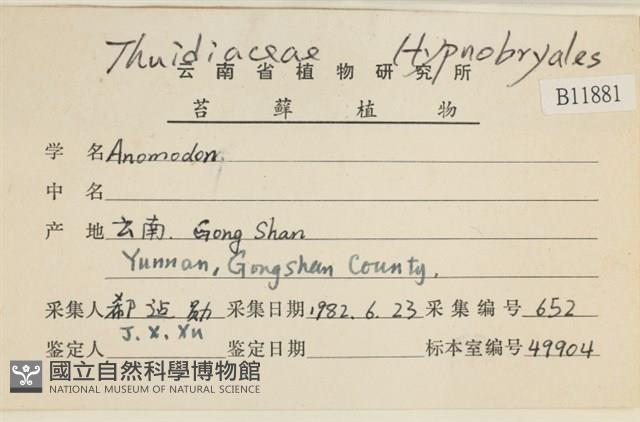 Thuidiaceae Hypnobryales
云南省植物研究所
B11881
苔藓植物
学名 Anomodon.
中名
产地 云南. Gong Shan
Yunnan, Gongshan County.
采集人 采集日期 1982.6.23 采集编号 652
J. X. Xu
鉴定人 鉴定日期 标本室编号 49904
國立自然科學博物館
NATIONAL MUSEUM OF NATURAL SCIENCE